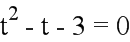 t² - t - 3 = 0